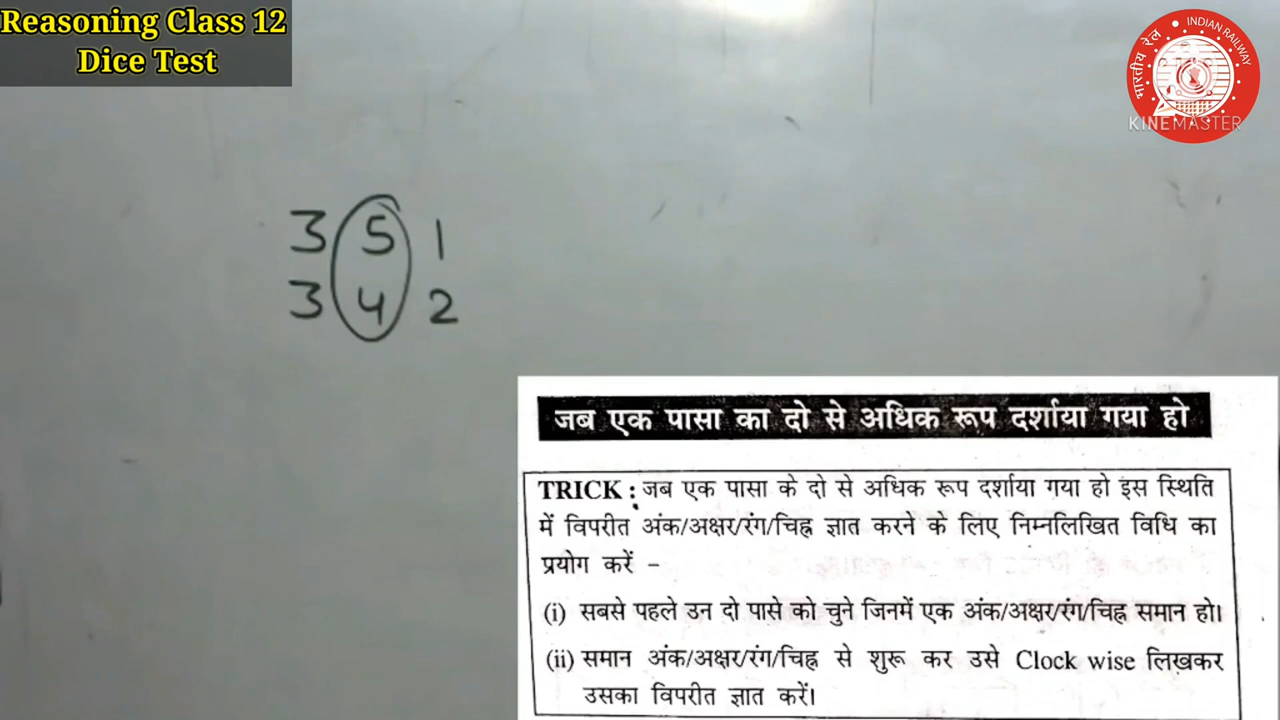 Reasoning Class 12
Dice Test
भारतीय रेल • INDIAN RAILWAY
KINEMASTER
3 5 1
3 4 2
जब एक पासा का दो से अधिक रूप दर्शाया गया हो
TRICK : जब एक पासा के दो से अधिक रूप दर्शाया गया हो इस स्थिति
में विपरीत अंक/अक्षर/रंग/चिह्न ज्ञात करने के लिए निम्नलिखित विधि का
प्रयोग करें –
(i) सबसे पहले उन दो पासे को चुने जिनमें एक अंक/अक्षर/रंग/चिह्न समान हो।
(ii) समान अंक/अक्षर/रंग/चिह्न से शुरू कर उसे Clock wise लिखकर
उसका विपरीत ज्ञात करें।